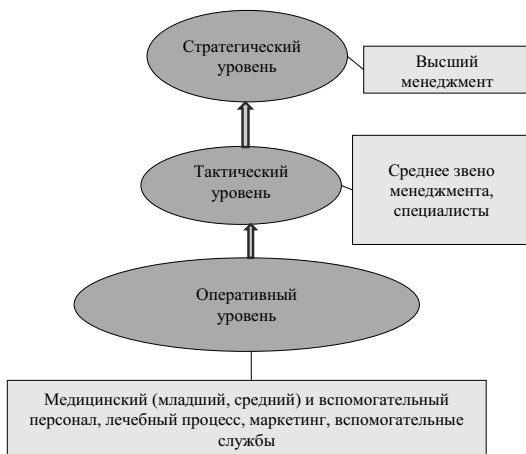 Стратегический
уровень
Высший
менеджмент
Тактический
уровень
Среднее звено
менеджмента,
специалисты
Оперативный
уровень
Медицинский (младший, средний) и вспомогательный
персонал, лечебный процесс, маркетинг, вспомогательные
службы